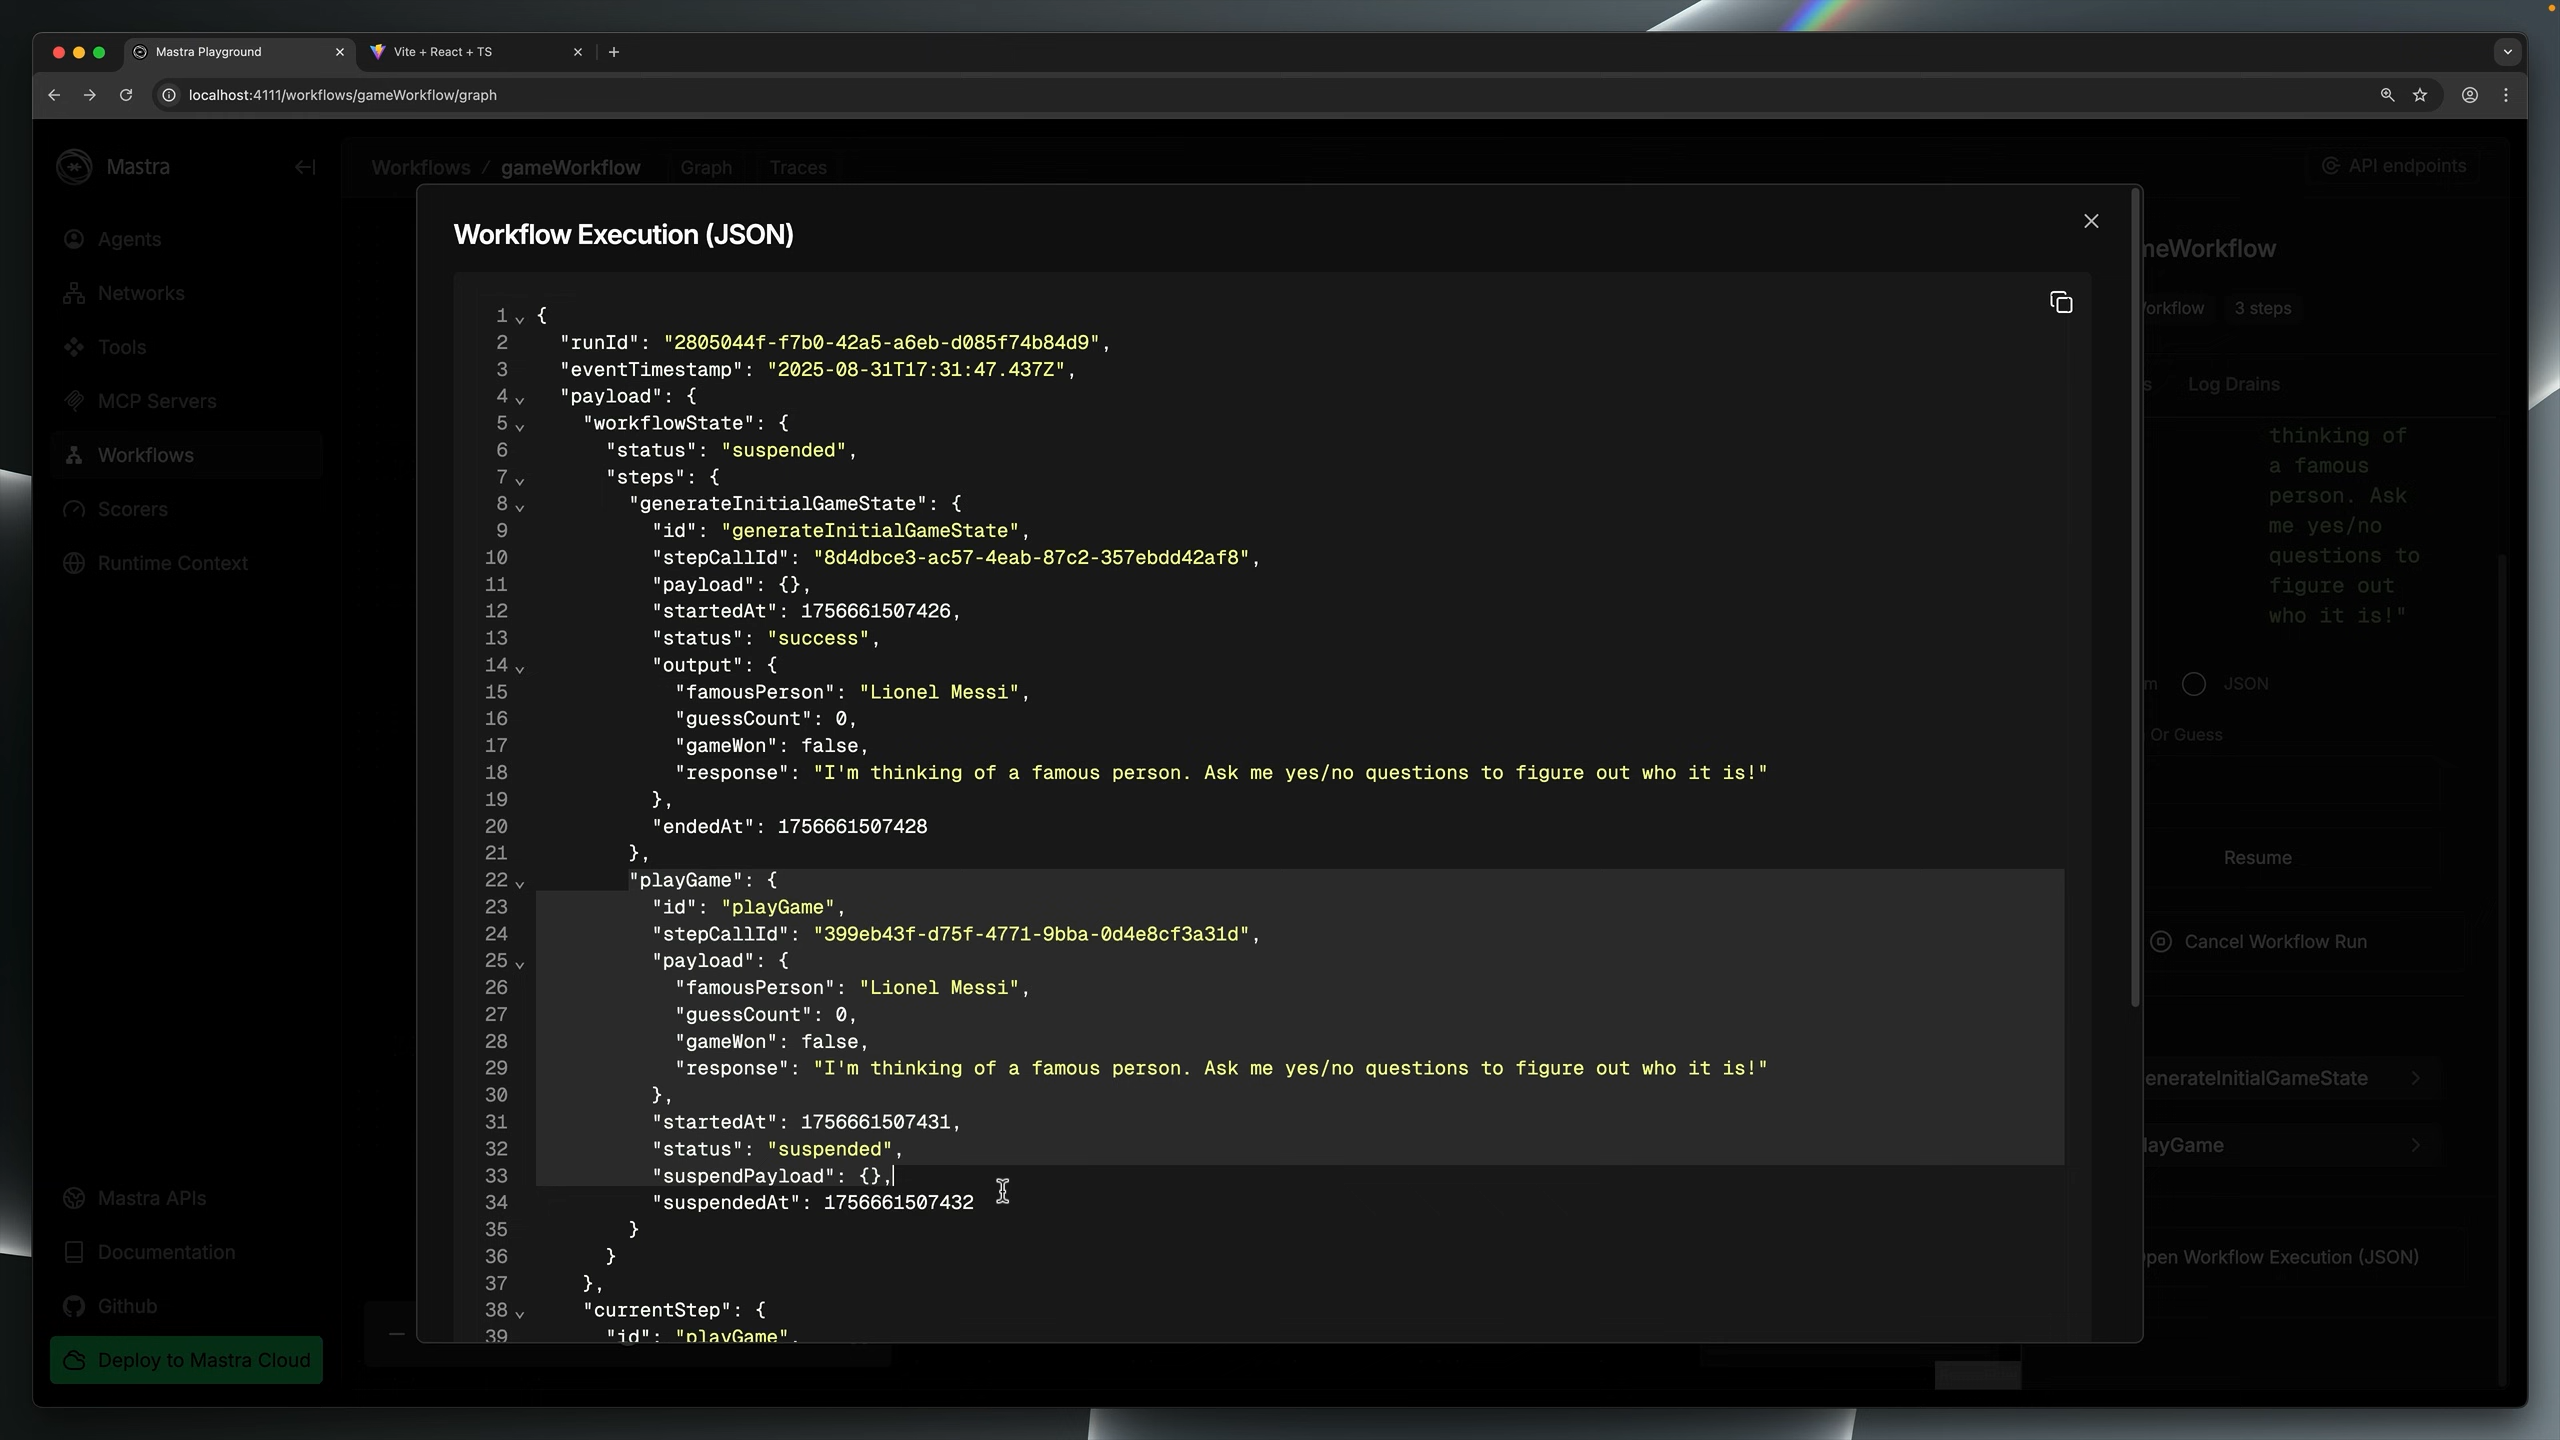 Mastra Playground
Vite + React + TS
localhost:4111/workflows/gameWorkflow/graph
Mastra
Agents
Networks
Tools
MCP Servers
Workflows
Scorers
Runtime Context
Mastra APIs
Documentation
Github
Deploy to Mastra Cloud
Workflows / gameWorkflow
Graph
Traces
API endpoints
Workflow Execution (JSON)
1 {
2 "runId": "2805044f-f7b0-42a5-a6eb-d085f74b84d9",
3 "eventTimestamp": "2025-08-31T17:31:47.437Z",
4 "payload": {
5 "workflowState": {
6 "status": "suspended",
7 "steps": {
8 "generateInitialGameState": {
9 "id": "generateInitialGameState",
10 "stepCallId": "8d4dbce3-ac57-4eab-87c2-357ebdd42af8",
11 "payload": {},
12 "startedAt": 1756661507426,
13 "status": "success",
14 "output": {
15 "famousPerson": "Lionel Messi",
16 "guessCount": 0,
17 "gameWon": false,
18 "response": "I'm thinking of a famous person. Ask me yes/no questions to figure out who it is!"
19 },
20 "endedAt": 1756661507428
21 },
22 "playGame": {
23 "id": "playGame",
24 "stepCallId": "399eb43f-d75f-4771-9bba-0d4e8cf3a31d",
25 "payload": {
26 "famousPerson": "Lionel Messi",
27 "guessCount": 0,
28 "gameWon": false,
29 "response": "I'm thinking of a famous person. Ask me yes/no questions to figure out who it is!"
30 },
31 "startedAt": 1756661507431,
32 "status": "suspended",
33 "suspendPayload": {},
34 "suspendedAt": 1756661507432
35 }
36 }
37 },
38 "currentStep": {
39 "id": "playGame",
meWorkflow
orkflow
3 steps
s
Log Drains
thinking of
a famous
person. Ask
me yes/no
questions to
figure out
who it is!"
m
JSON
Or Guess
Resume
Cancel Workflow Run
enerateInitialGameState
layGame
pen Workflow Execution (JSON)